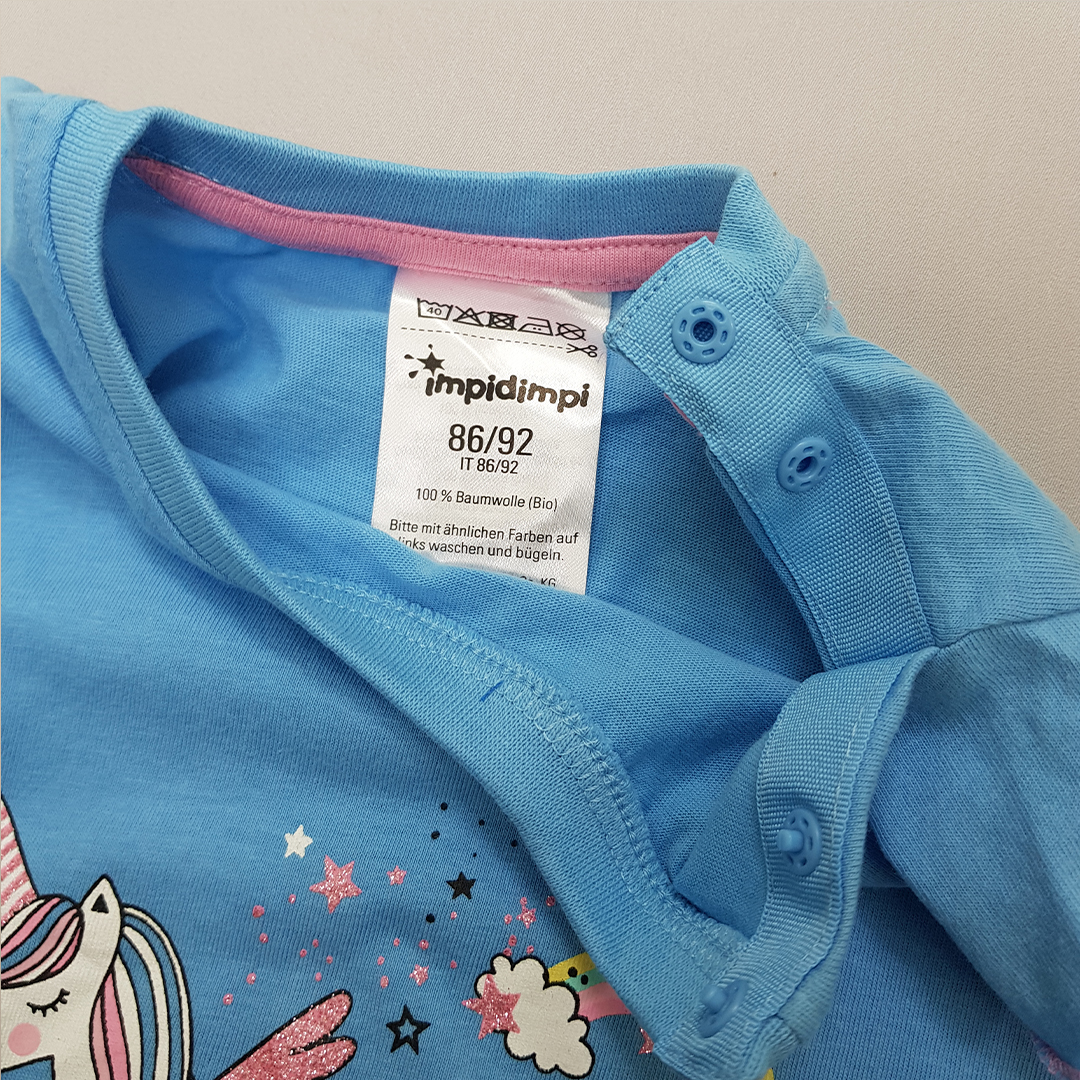 40
impidimpi
86/92
IT 86/92
100 % Baumwolle (Bio)
Bitte mit ähnlichen Farben auf
links waschen und bügeln.
KG